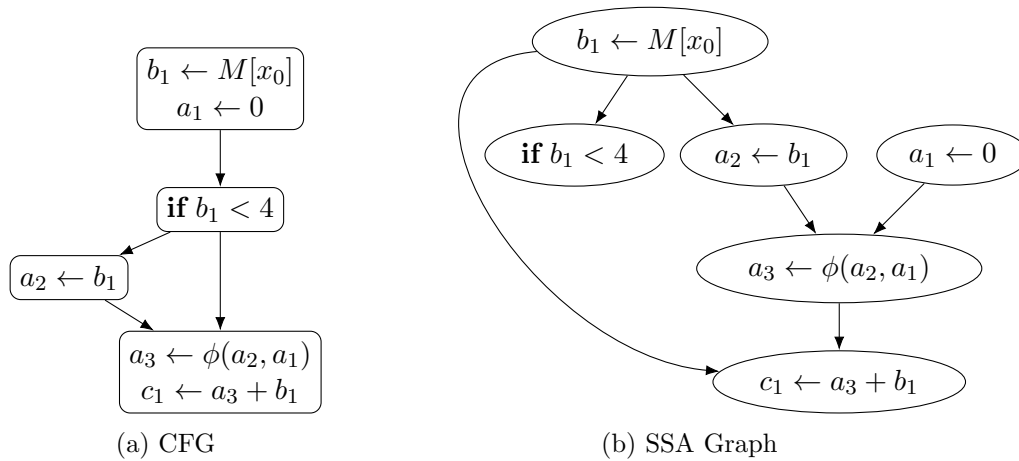 b₁ ← M[x₀]
a₁ ← 0
if b₁ < 4
a₂ ← b₁
a₃ ← ϕ(a₂, a₁)
c₁ ← a₃ + b₁
(a) CFG
b₁ ← M[x₀]
if b₁ < 4
a₂ ← b₁
a₁ ← 0
a₃ ← ϕ(a₂, a₁)
c₁ ← a₃ + b₁
(b) SSA Graph